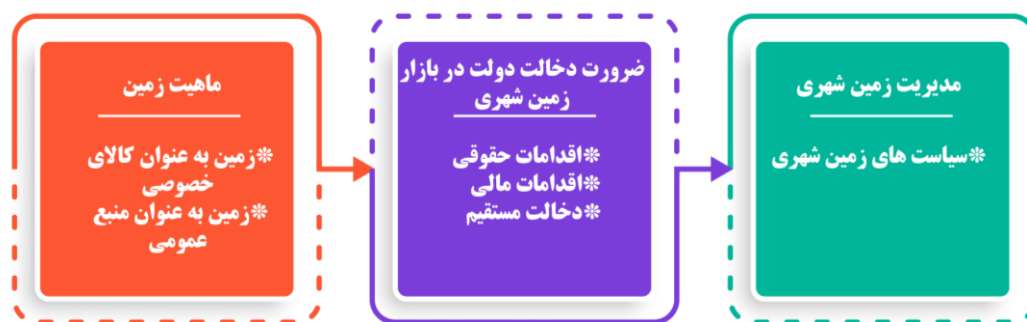 ماهیت زمین
❊زمین به عنوان کالای
خصوصی
❊زمین به عنوان منبع
عمومی
ضرورت دخالت دولت در بازار
زمین شهری
❊اقدامات حقوقی
❊اقدامات مالی
❊دخالت مستقیم
مدیریت زمین شهری
❊سیاست های زمین شهری